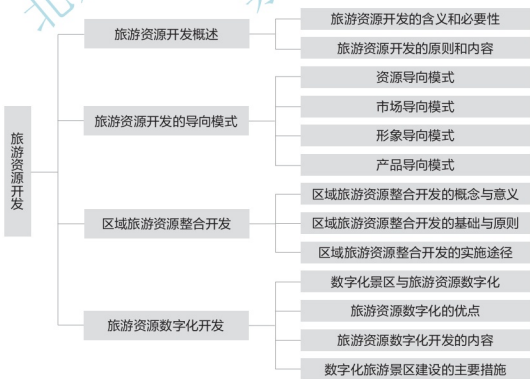 旅游资源开发
旅游资源开发概述
旅游资源开发的含义和必要性
旅游资源开发的原则和内容
旅游资源开发的导向模式
资源导向模式
市场导向模式
形象导向模式
产品导向模式
区域旅游资源整合开发
区域旅游资源整合开发的概念与意义
区域旅游资源整合开发的基础与原则
区域旅游资源整合开发的实施途径
旅游资源数字化开发
数字化景区与旅游资源数字化
旅游资源数字化的优点
旅游资源数字化开发的内容
数字化旅游景区建设的主要措施